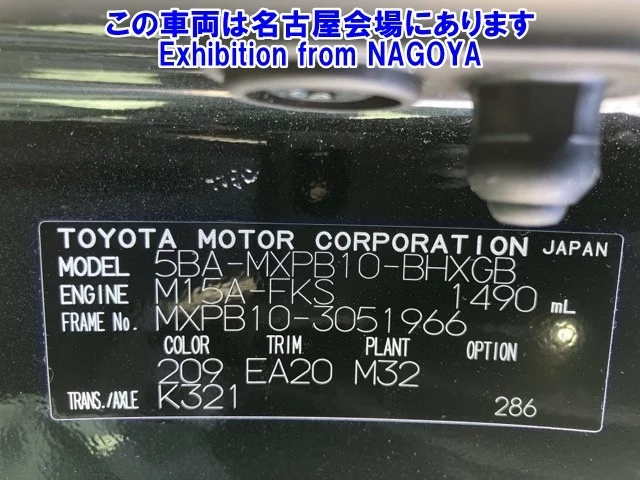 この車両は名古屋会場にあります
Exhibition from NAGOYA
TOYOTA MOTOR CORPORATION JAPAN
MODEL 5BA-MXPB10-BHXGB
ENGINE M15A-FKS 1490 mL
FRAME No. MXPB10-3051966
COLOR TRIM PLANT OPTION
209 EA20 M32
TRANS./AXLE K321
286